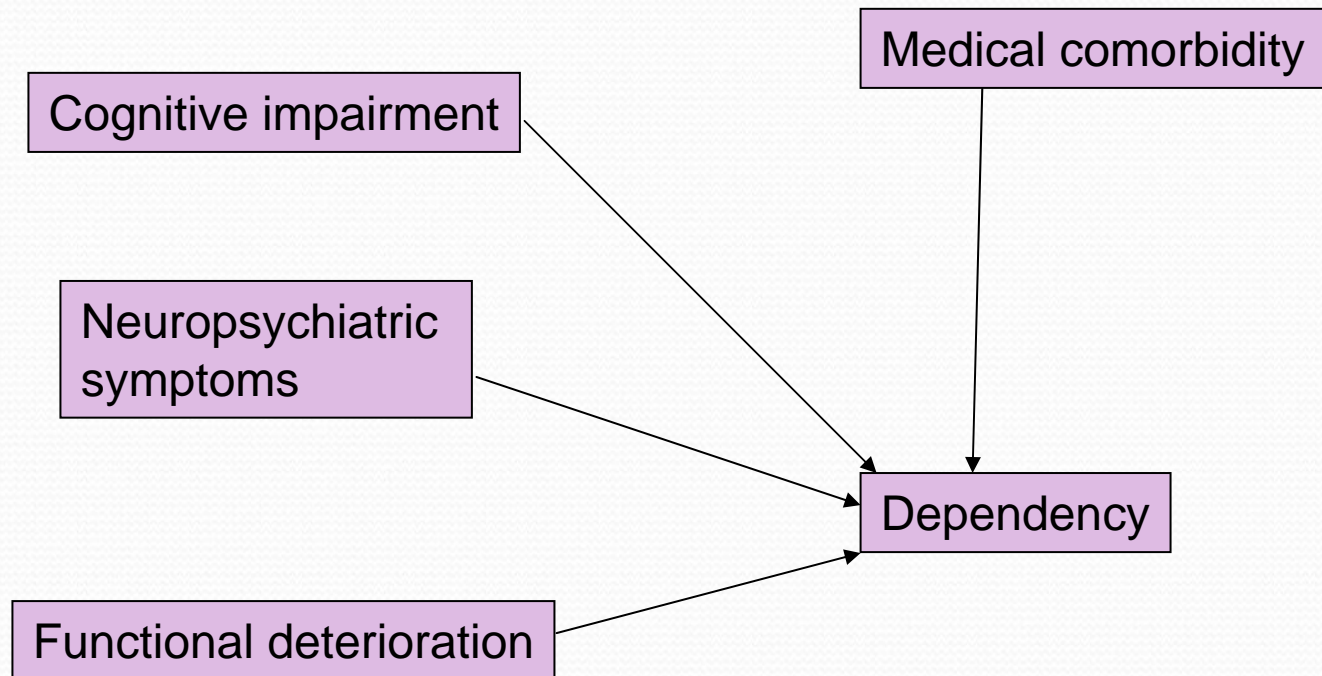 Medical comorbidity
Cognitive impairment
Neuropsychiatric
symptoms
Dependency
Functional deterioration